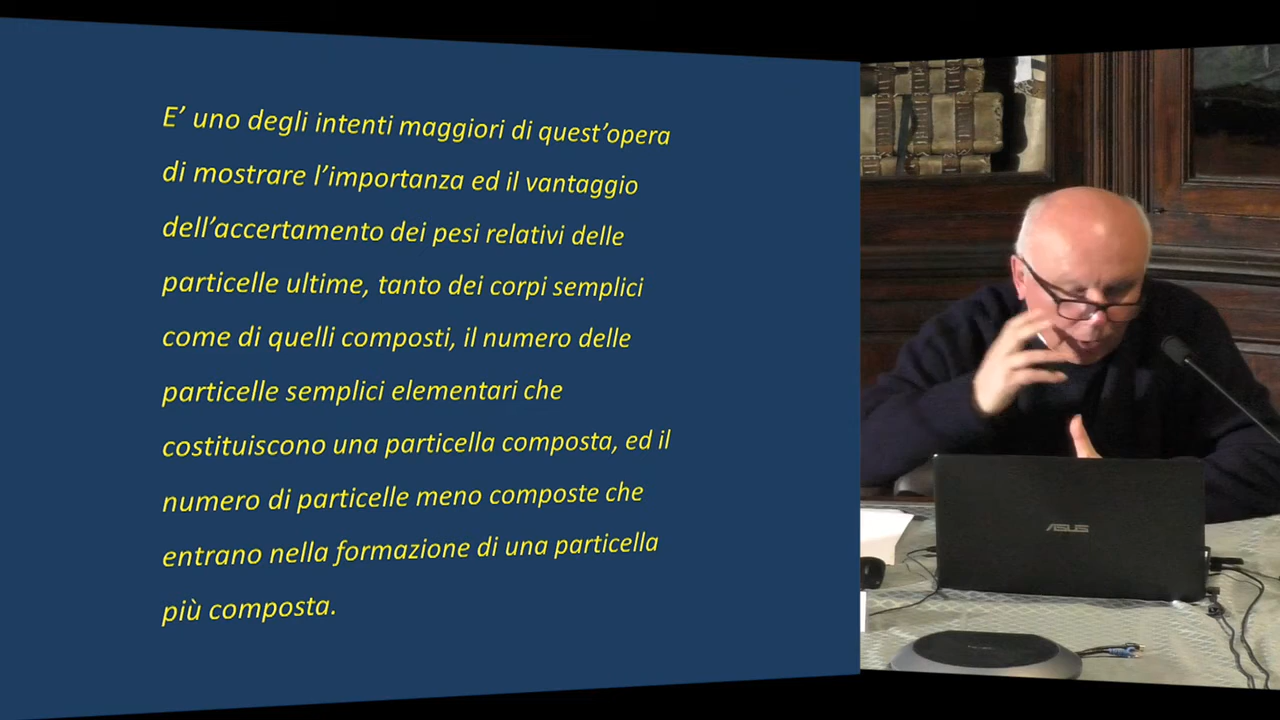 E' uno degli intenti maggiori di quest'opera
di mostrare l'importanza ed il vantaggio
dell'accertamento dei pesi relativi delle
particelle ultime, tanto dei corpi semplici
come di quelli composti, il numero delle
particelle semplici elementari che
costituiscono una particella composta, ed il
numero di particelle meno composte che
entrano nella formazione di una particella
più composta.
ASUS